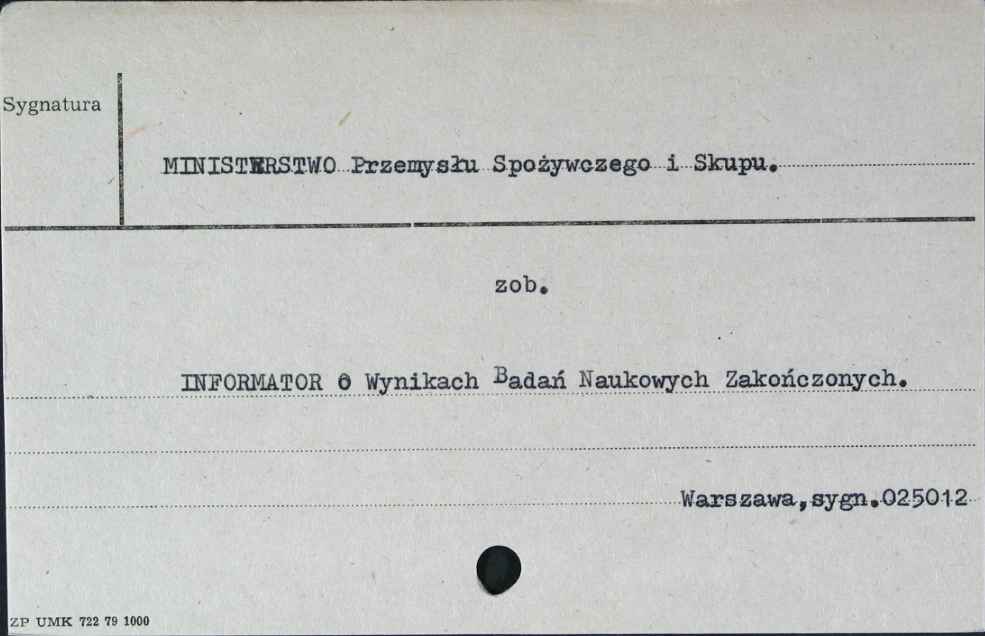 Sygnatura
MINISTERSTWO Przemysłu Spożywczego i Skupu.
zob.
INFORMATOR O Wynikach Badań Naukowych Zakończonych.
Warszawa,sygn.025012
ZP UMK 722 79 1000